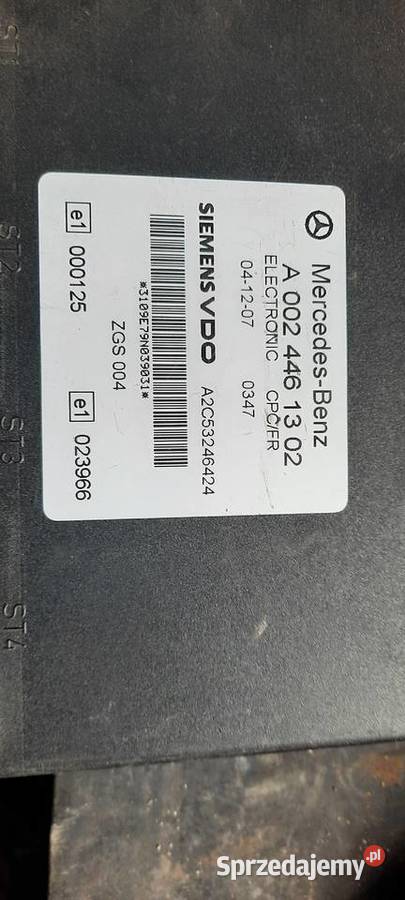 Mercedes-Benz
A 002 446 13 02
ELECTRONIC CPC/FR
04-12-07 0347
SIEMENS VDO A2C53246424
*3109E79N039031*
ZGS 004
e1 000125 e1 023966
ST1
ST2
ST3
ST4
Sprzedajemy.pl